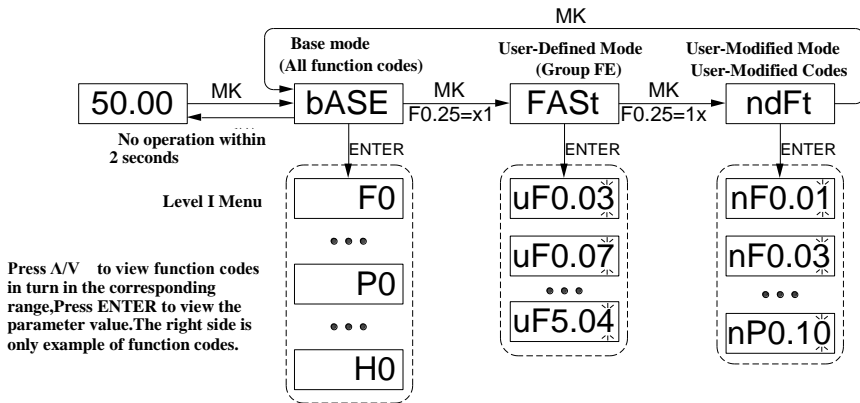 MK
Base mode
(All function codes)
User-Defined Mode
(Group FE)
User-Modified Mode
User-Modified Codes
50.00
MK
bASE
MK
F0.25=x1
FASt
MK
F0.25=1x
ndFt
No operation within
2 seconds
ENTER
ENTER
ENTER
Level I Menu
F0
uF0.03
nF0.01
uF0.07
nF0.03
P0
uF5.04
nP0.10
H0
Press Λ/V to view function codes
in turn in the corresponding
range,Press ENTER to view the
parameter value.The right side is
only example of function codes.